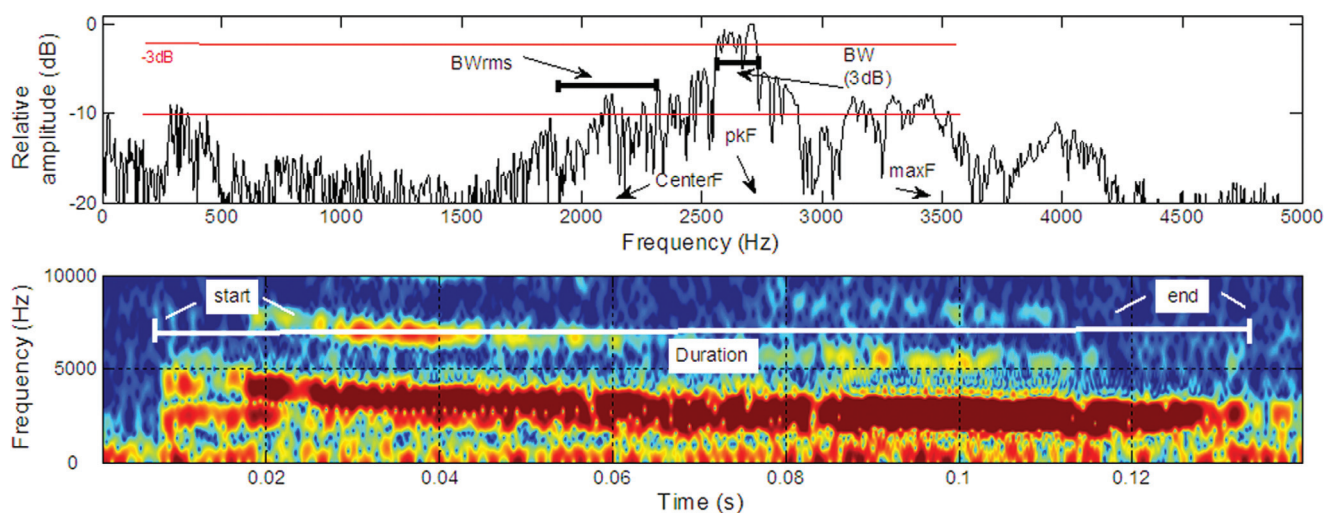 Relative
amplitude (dB)
0
-10
-20
-3dB
BWrms
BW
(3dB)
pkF
CenterF
maxF
0 500 1000 1500 2000 2500 3000 3500 4000 4500 5000
Frequency (Hz)
Frequency (Hz)
10000
5000
0
start
end
Duration
0.02 0.04 0.06 0.08 0.1 0.12
Time (s)